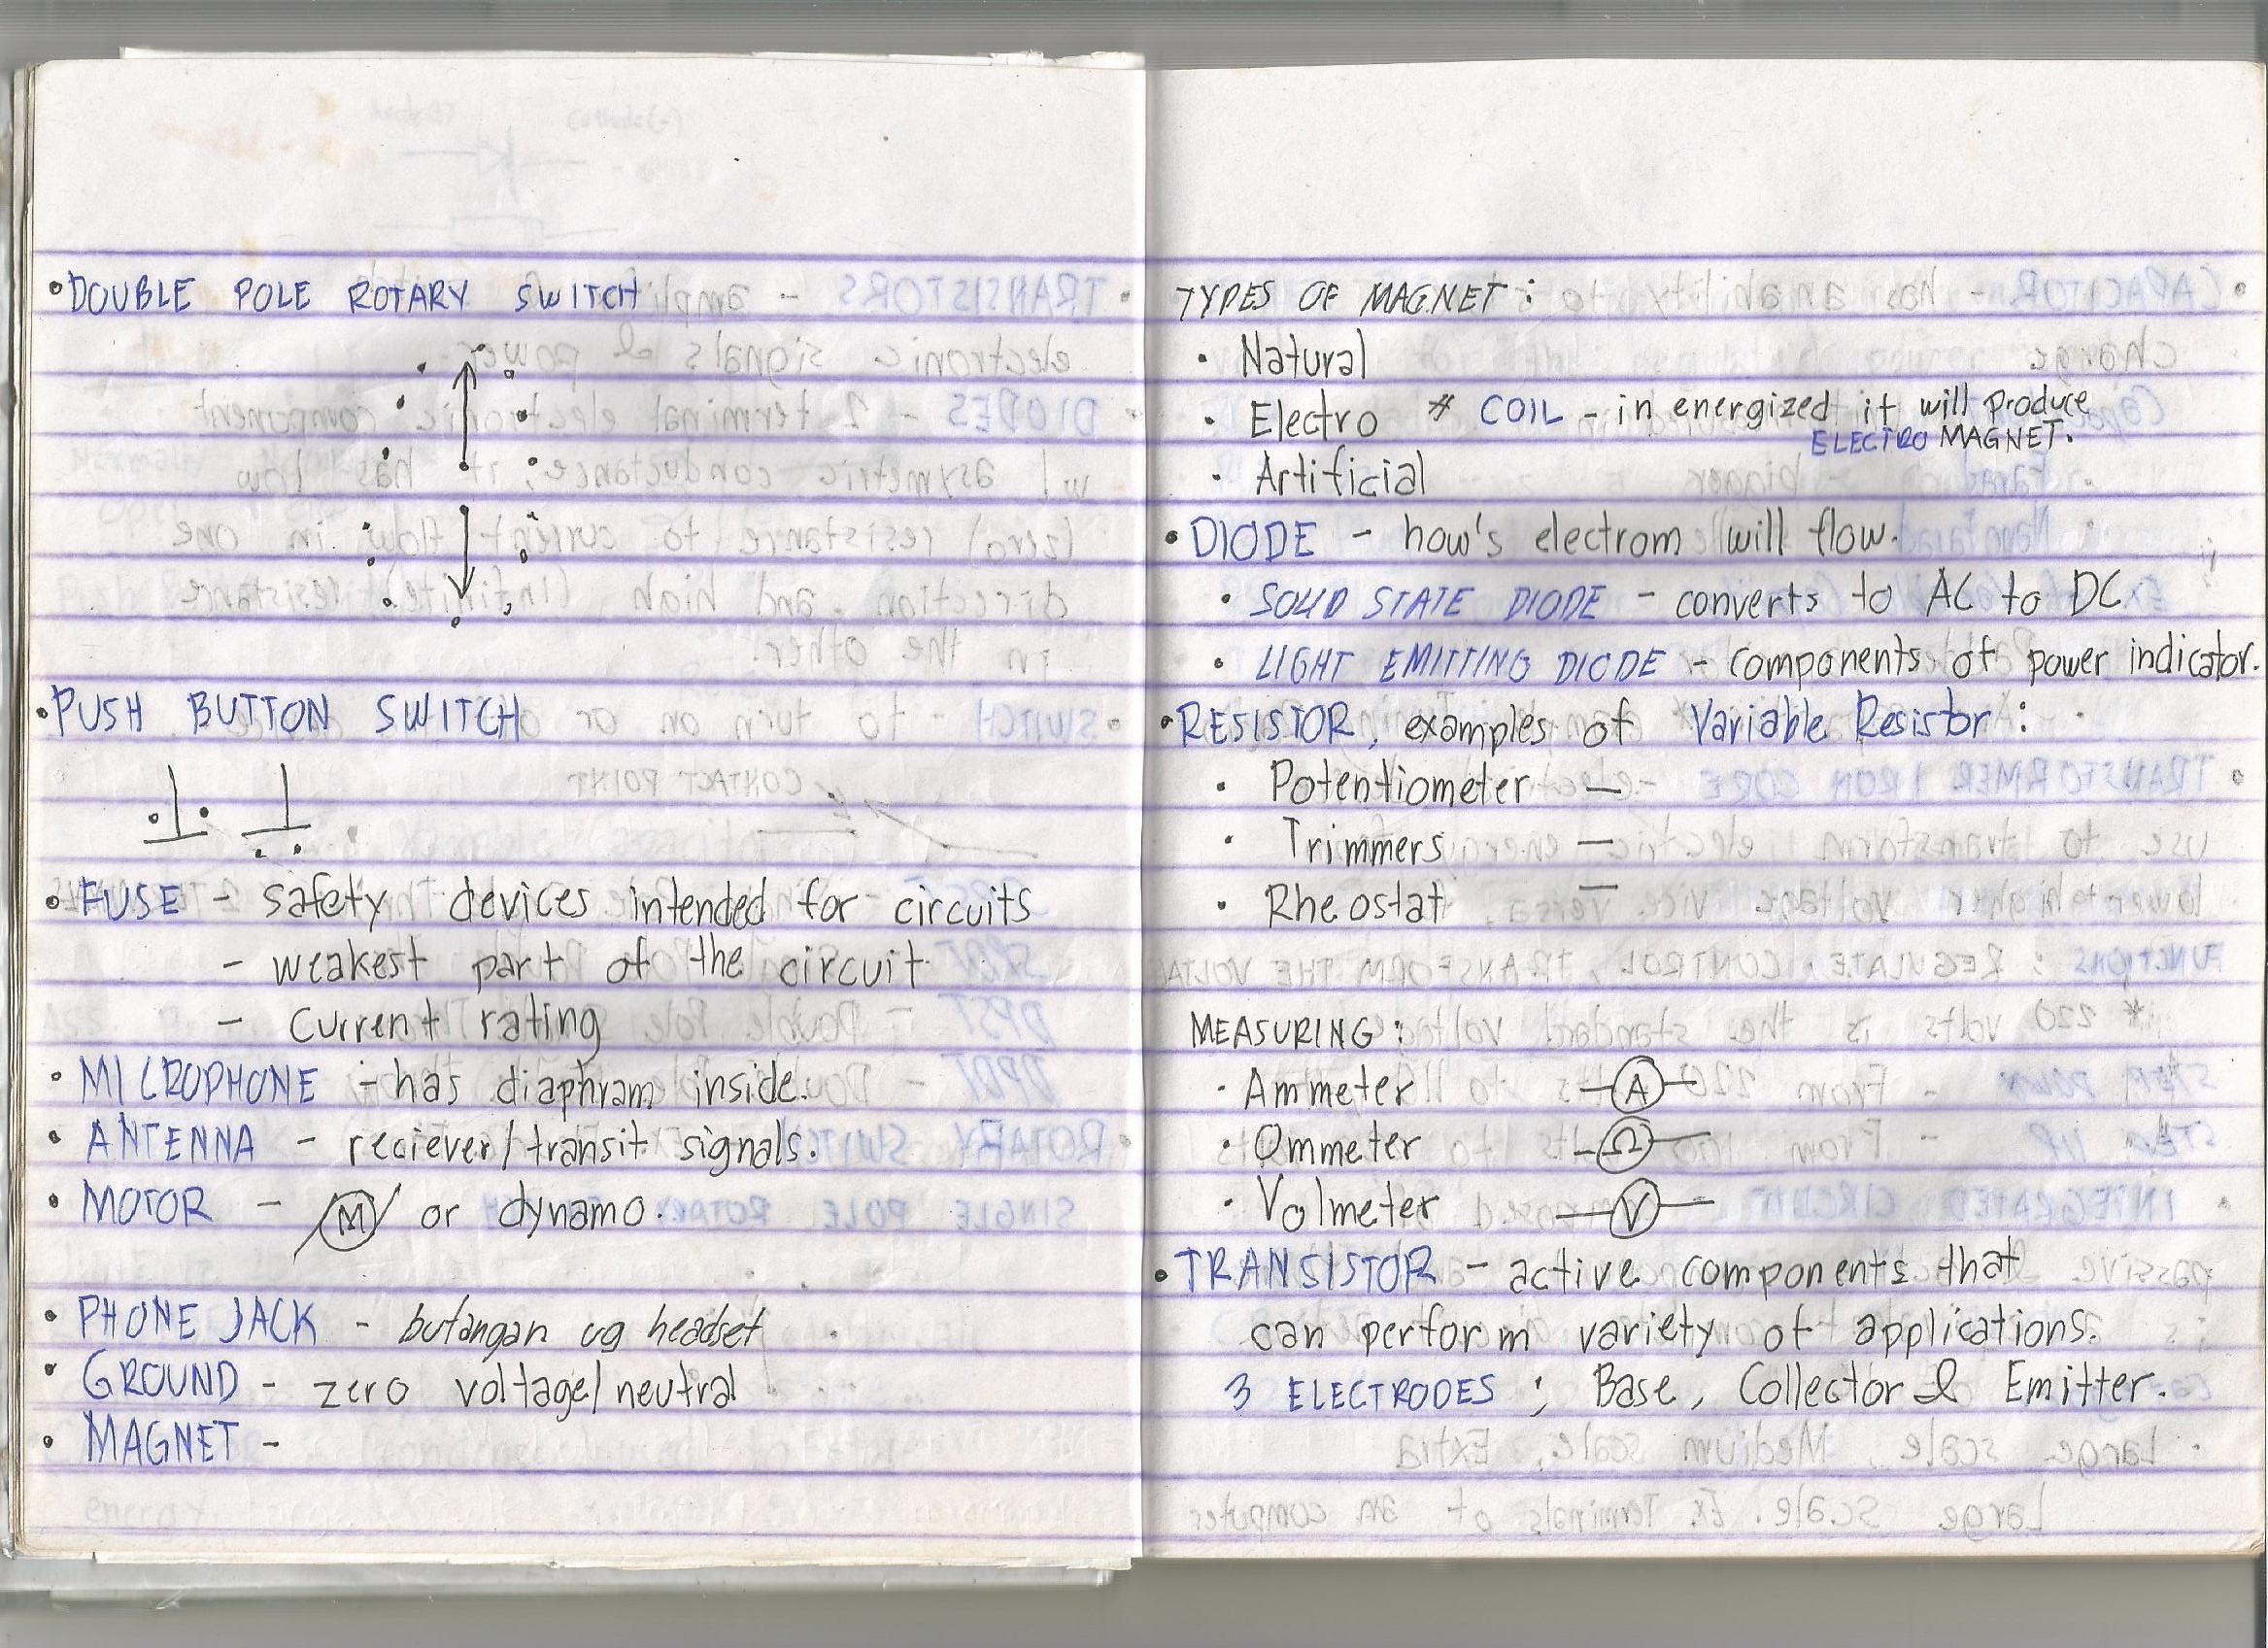 • DOUBLE POLE ROTARY SWITCH
• PUSH BUTTON SWITCH
• FUSE - safety devices intended for circuits
- weakest part of the circuit
- current rating
• MICROPHONE - has diaphram inside.
• ANTENNA - reciever/transit signals.
• MOTOR - M or dynamo.
• PHONE JACK - butangan ug headset
• GROUND - zero voltage/neutral
• MAGNET -
TYPES OF MAGNET:
• Natural
• Electro * COIL - in energized it will produce
ELECTRO MAGNET.
• Artificial
• DIODE - how's electrom will flow.
• SOLID STATE DIODE - converts to AC to DC
• LIGHT EMITTING DIODE - components of power indicator.
• RESISTOR, examples of Variable Resistor:
• Potentiometer —
• Trimmers —
• Rheostat —
MEASURING:
• Ammeter A
• Ommeter Ω
• Volmeter V
• TRANSISTOR - active components that
can perform variety of applications.
3 ELECTRODES ; Base, Collector & Emitter.